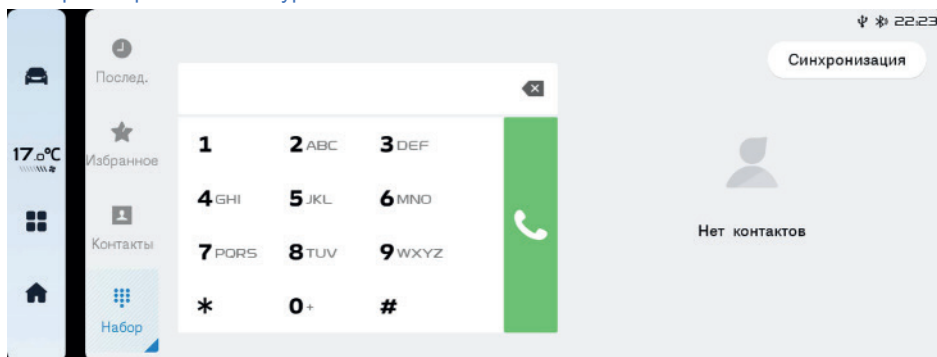 22:23
Синхронизация
Послед.
17.0°C
Избранное
Контакты
Набор
1 2 ABC 3 DEF
4 GHI 5 JKL 6 MNO
7 PQRS 8 TUV 9 WXYZ
* 0 + #
Нет контактов